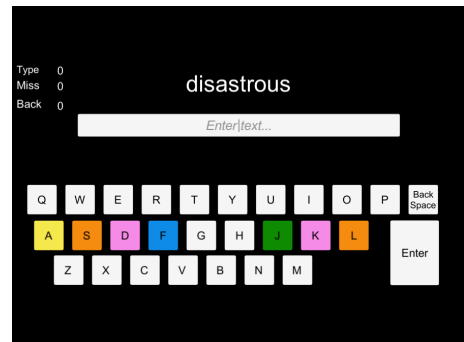 Type 0
Miss 0
Back 0
disastrous
Enter text...
Q W E R T Y U I O P Back Space
A S D F G H J K L Enter
Z X C V B N M